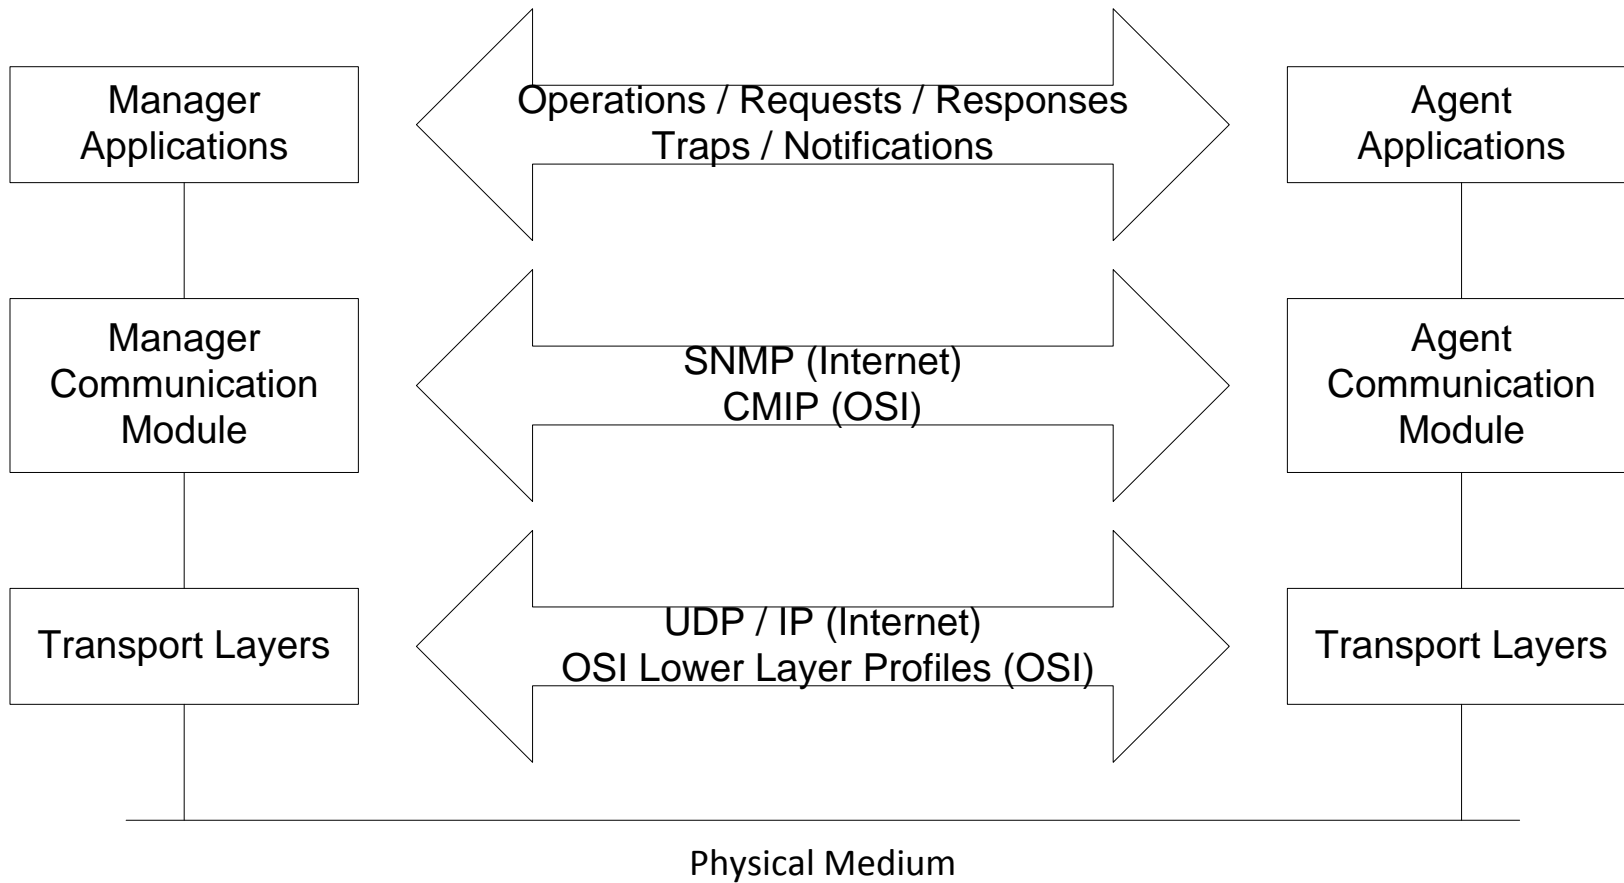 Manager
Applications
Operations / Requests / Responses
Traps / Notifications
Agent
Applications
Manager
Communication
Module
SNMP (Internet)
CMIP (OSI)
Agent
Communication
Module
Transport Layers
UDP / IP (Internet)
OSI Lower Layer Profiles (OSI)
Transport Layers
Physical Medium